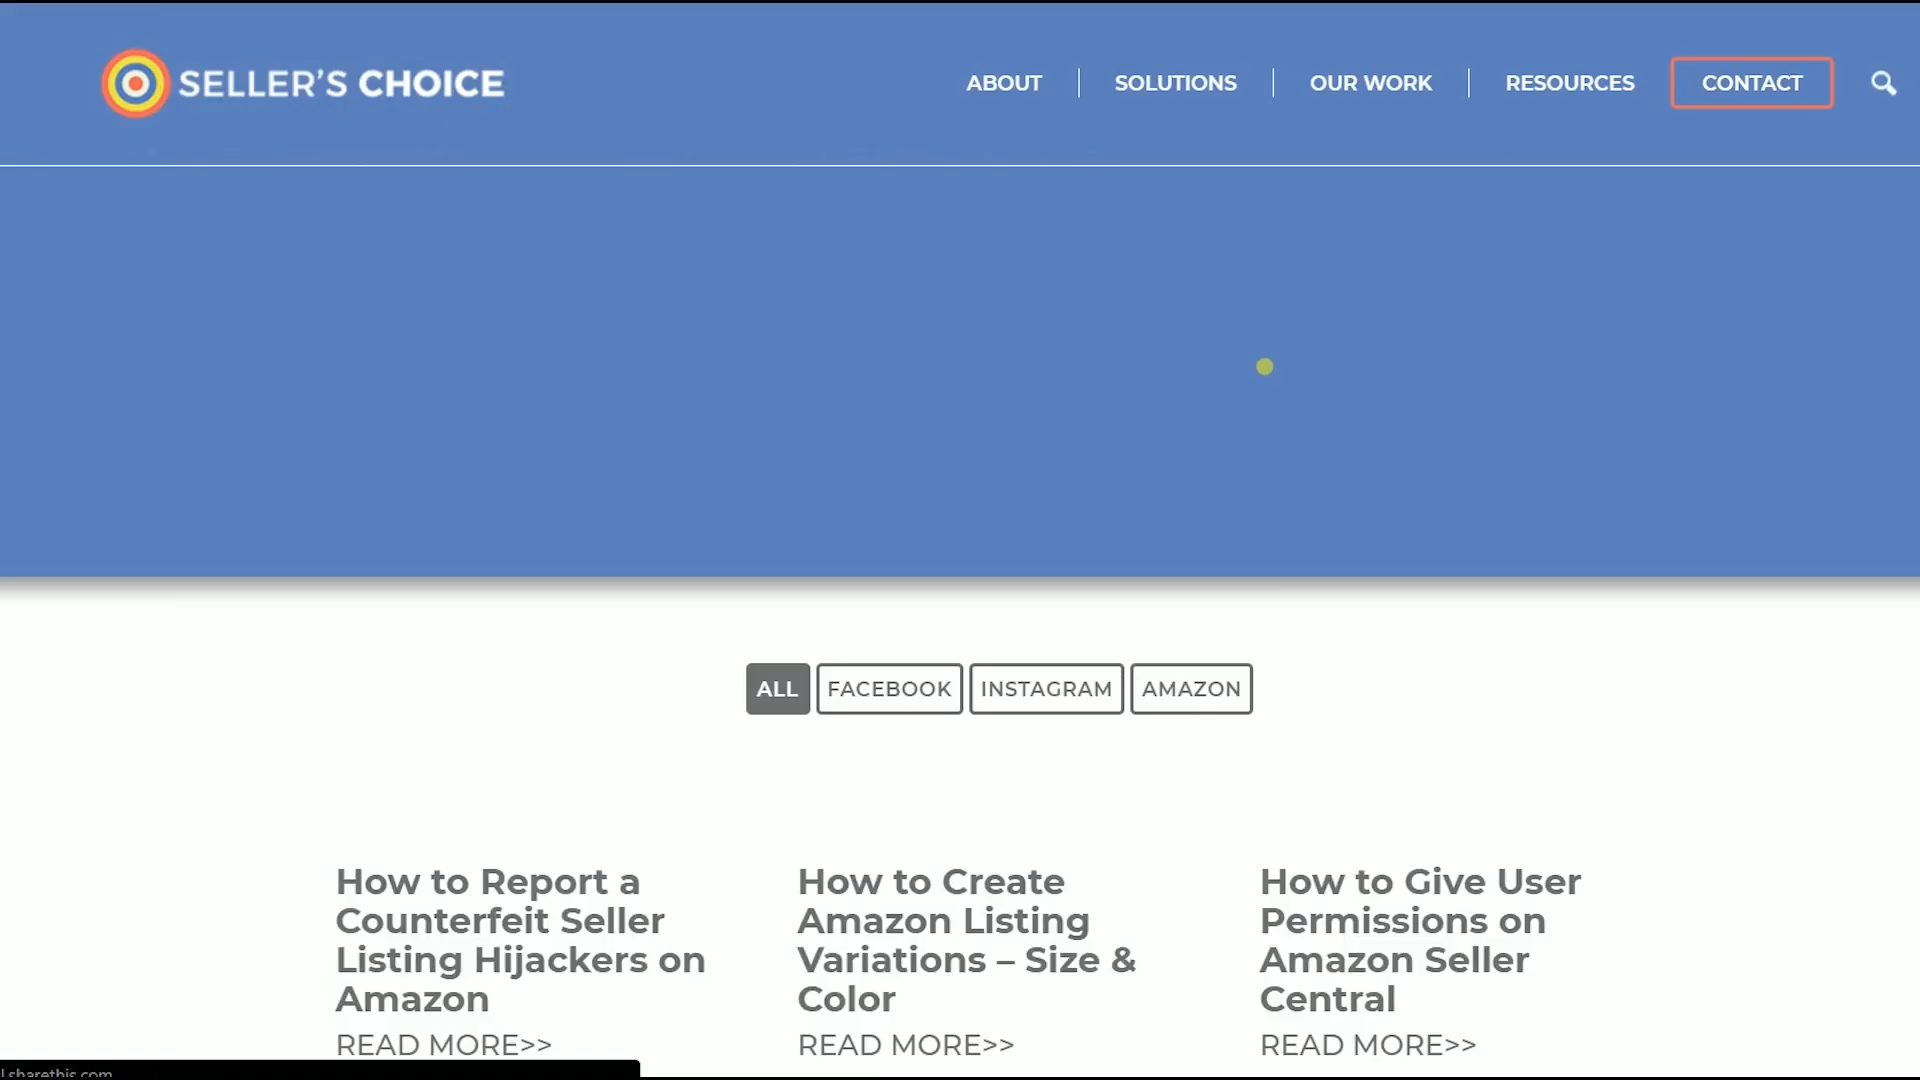 SELLER'S CHOICE
ABOUT
SOLUTIONS
OUR WORK
RESOURCES
CONTACT
ALL
FACEBOOK
INSTAGRAM
AMAZON
How to Report a
Counterfeit Seller
Listing Hijackers on
Amazon
READ MORE>>
How to Create
Amazon Listing
Variations – Size &
Color
READ MORE>>
How to Give User
Permissions on
Amazon Seller
Central
READ MORE>>
l.sharethis.com